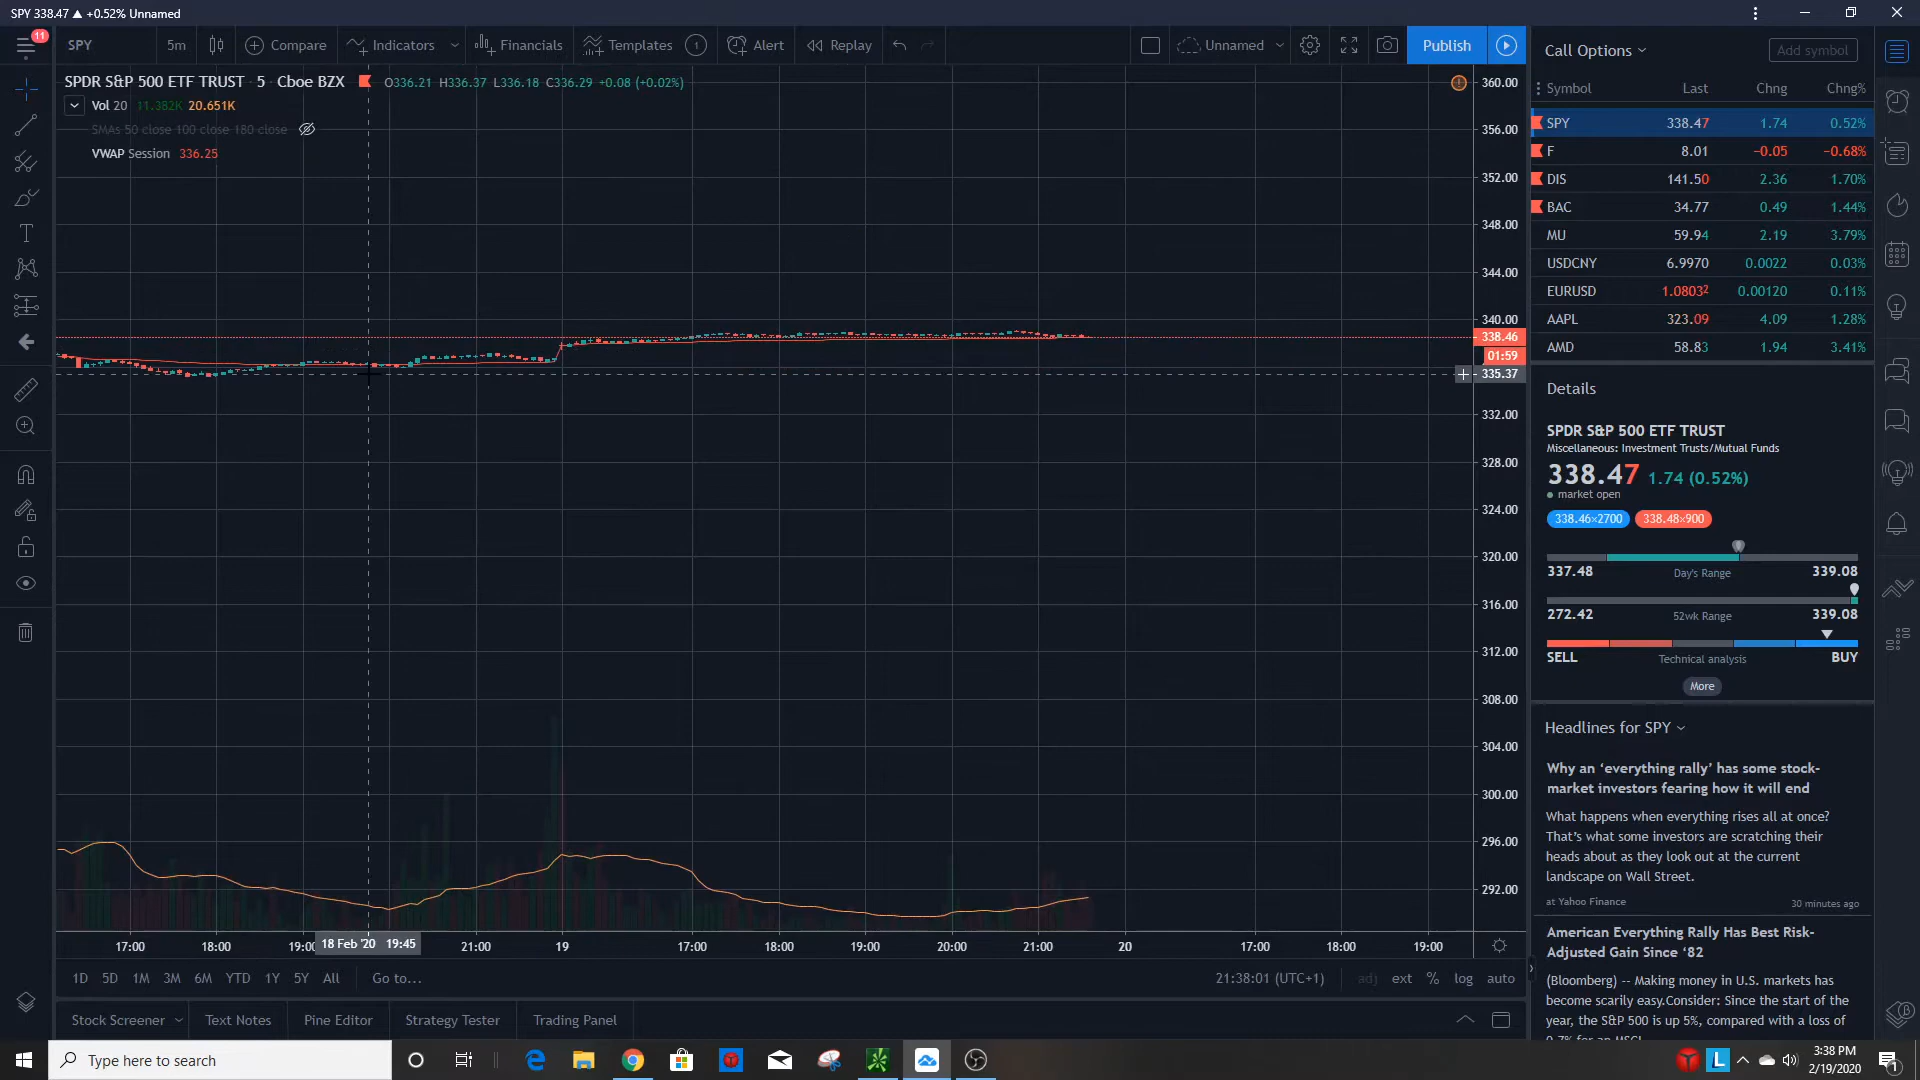 SPY 338.47 ▲ +0.52% Unnamed
11
SPY 5m Compare Indicators Financials Templates 1 Alert Replay Unnamed Publish
SPDR S&P 500 ETF TRUST · 5 · Cboe BZX O336.21 H336.37 L336.18 C336.29 +0.08 (+0.02%)
Vol 20 11.382K 20.651K
SMAs 50 close 100 close 180 close
VWAP Session 336.25
360.00
356.00
352.00
348.00
344.00
340.00
338.46
01:59
335.37
332.00
328.00
324.00
320.00
316.00
312.00
308.00
304.00
300.00
296.00
292.00
17:00 18:00 19:00 18 Feb '20 19:45 21:00 19 17:00 18:00 19:00 20:00 21:00 20 17:00 18:00 19:00
1D 5D 1M 3M 6M YTD 1Y 5Y All Go to... 21:38:01 (UTC+1) adj ext % log auto
Stock Screener Text Notes Pine Editor Strategy Tester Trading Panel
Call Options Add symbol
Symbol Last Chng Chng%
SPY 338.47 1.74 0.52%
F 8.01 −0.05 −0.68%
DIS 141.50 2.36 1.70%
BAC 34.77 0.49 1.44%
MU 59.94 2.19 3.79%
USDCNY 6.9970 0.0022 0.03%
EURUSD 1.0803² 0.00120 0.11%
AAPL 323.09 4.09 1.28%
AMD 58.83 1.94 3.41%
Details
SPDR S&P 500 ETF TRUST
Miscellaneous: Investment Trusts/Mutual Funds
338.47 1.74 (0.52%)
market open
338.46×2700 338.48×900
337.48 Day's Range 339.08
272.42 52wk Range 339.08
SELL Technical analysis BUY
More
Headlines for SPY
Why an ‘everything rally’ has some stock-
market investors fearing how it will end
What happens when everything rises all at once?
That’s what some investors are scratching their
heads about as they look out at the current
landscape on Wall Street.
at Yahoo Finance 30 minutes ago
American Everything Rally Has Best Risk-
Adjusted Gain Since ‘82
(Bloomberg) -- Making money in U.S. markets has
become scarily easy.Consider: Since the start of
the year, the S&P 500 is up 5%, compared with a loss of
Type here to search
L 3:38 PM
2/19/2020
1